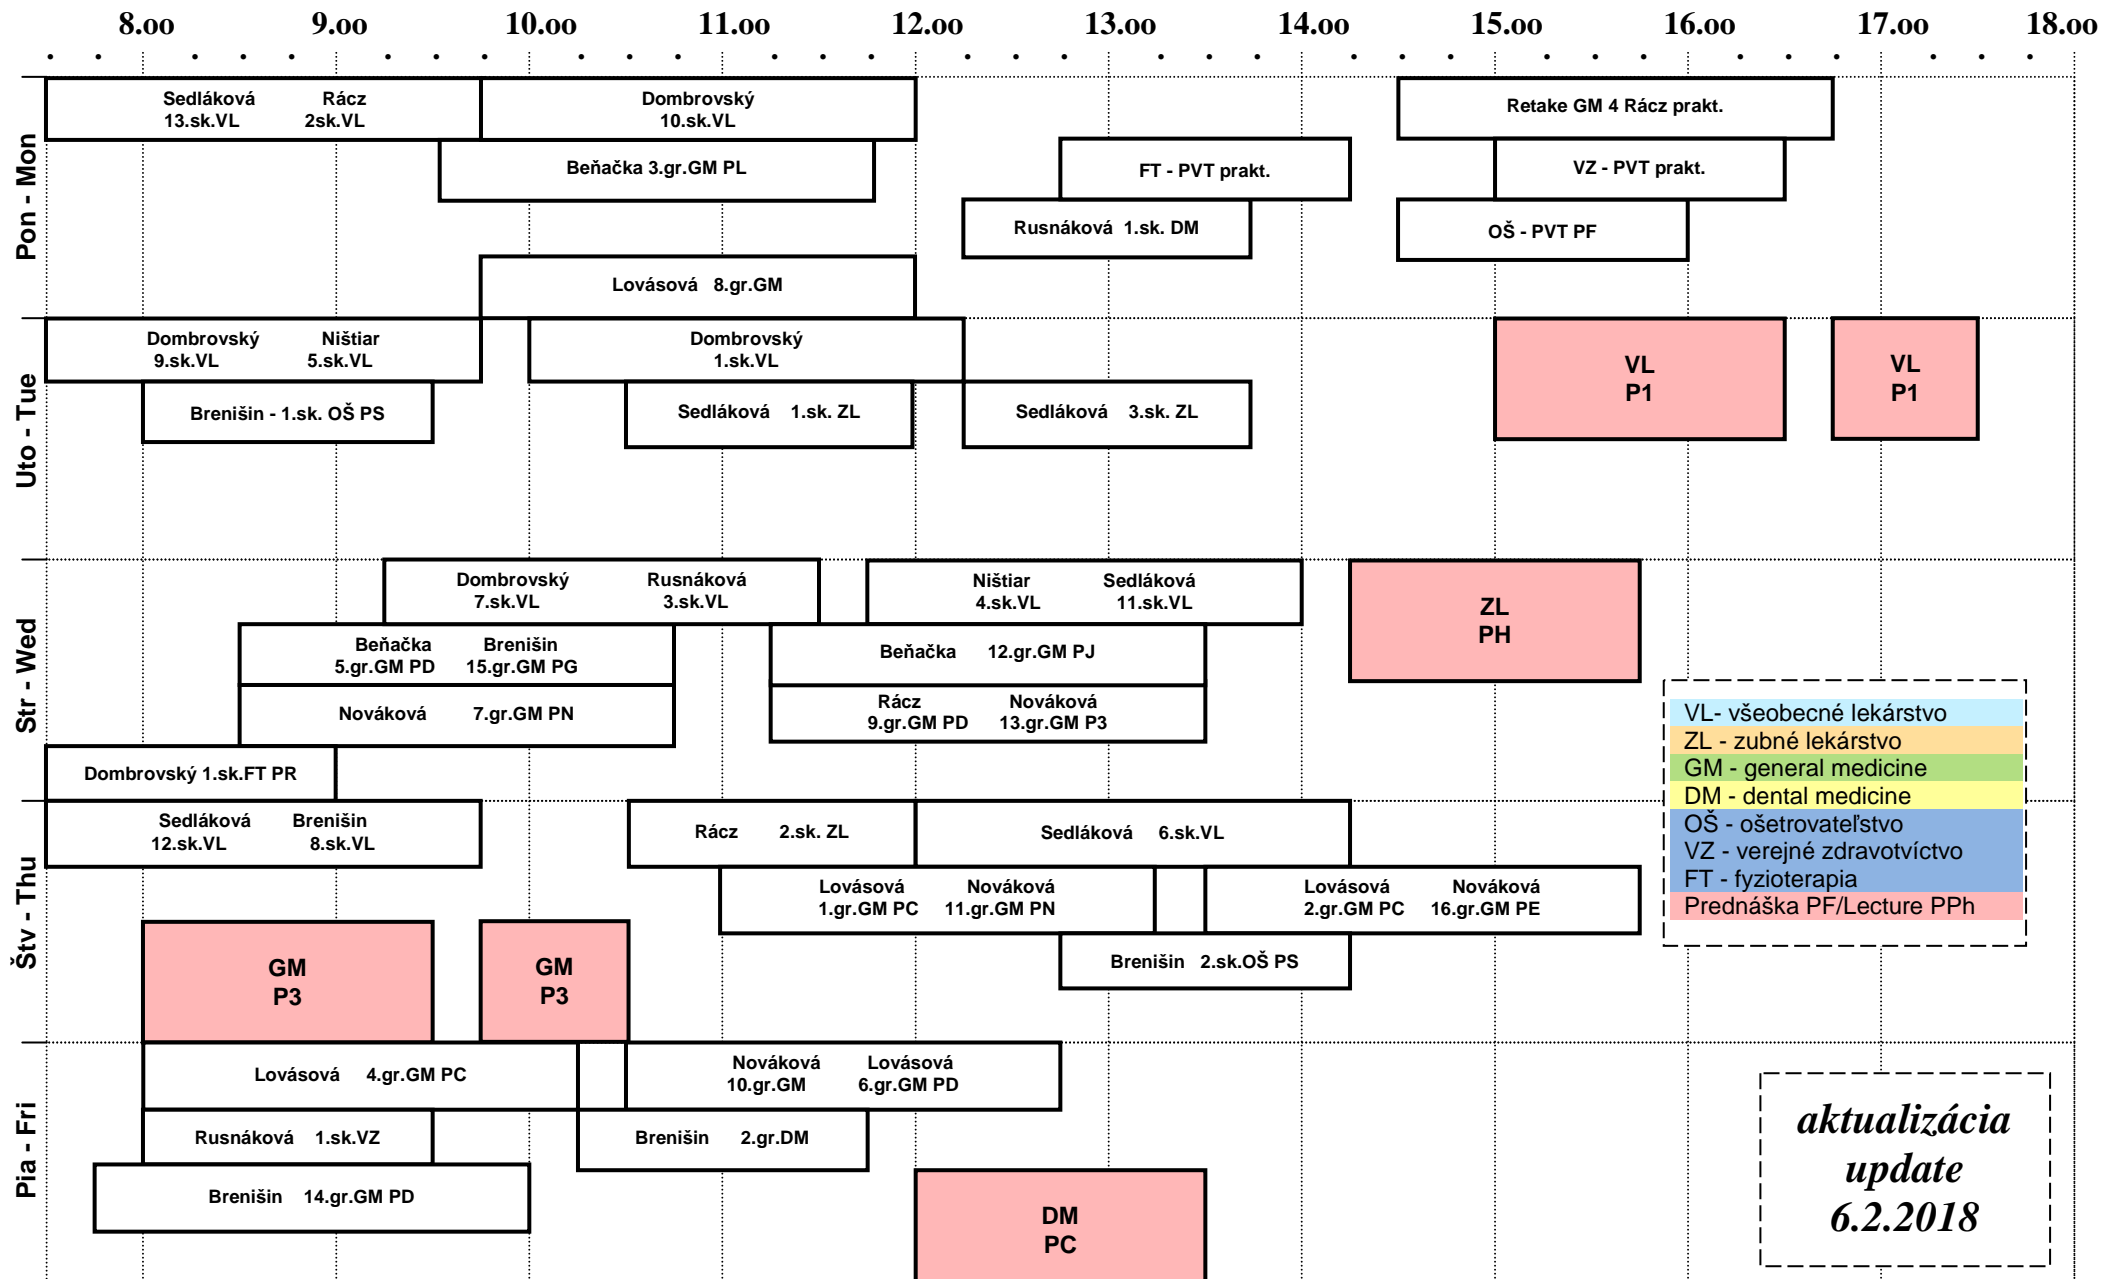 8.00 9.00 10.00 11.00 12.00 13.00 14.00 15.00 16.00 17.00 18.00
Pon - Mon
Sedláková Rácz
13.sk.VL 2sk.VL
Dombrovský
10.sk.VL
Retake GM 4 Rácz prakt.
Beňačka 3.gr.GM PL
FT - PVT prakt.
VZ - PVT prakt.
Rusnáková 1.sk. DM
OŠ - PVT PF
Lovásová 8.gr.GM
Uto - Tue
Dombrovský Ništiar
9.sk.VL 5.sk.VL
Dombrovský
1.sk.VL
VL
P1
VL
P1
Brenišin - 1.sk. OŠ PS
Sedláková 1.sk. ZL
Sedláková 3.sk. ZL
Str - Wed
Dombrovský Rusnáková
7.sk.VL 3.sk.VL
Ništiar Sedláková
4.sk.VL 11.sk.VL
ZL
PH
Beňačka Brenišin
5.gr.GM PD 15.gr.GM PG
Beňačka 12.gr.GM PJ
Nováková 7.gr.GM PN
Rácz Nováková
9.gr.GM PD 13.gr.GM P3
Dombrovský 1.sk.FT PR
VL- všeobecné lekárstvo
ZL - zubné lekárstvo
GM - general medicine
DM - dental medicine
OŠ - ošetrovateľstvo
VZ - verejné zdravotvíctvo
FT - fyzioterapia
Prednáška PF/Lecture PPh
Štv - Thu
Sedláková Brenišin
12.sk.VL 8.sk.VL
Rácz 2.sk. ZL
Sedláková 6.sk.VL
Lovásová Nováková
1.gr.GM PC 11.gr.GM PN
Lovásová Nováková
2.gr.GM PC 16.gr.GM PE
GM
P3
GM
P3
Brenišin 2.sk.OŠ PS
Pia - Fri
Lovásová 4.gr.GM PC
Nováková Lovásová
10.gr.GM 6.gr.GM PD
Rusnáková 1.sk.VZ
Brenišin 2.gr.DM
Brenišin 14.gr.GM PD
DM
PC
aktualizácia
update
6.2.2018